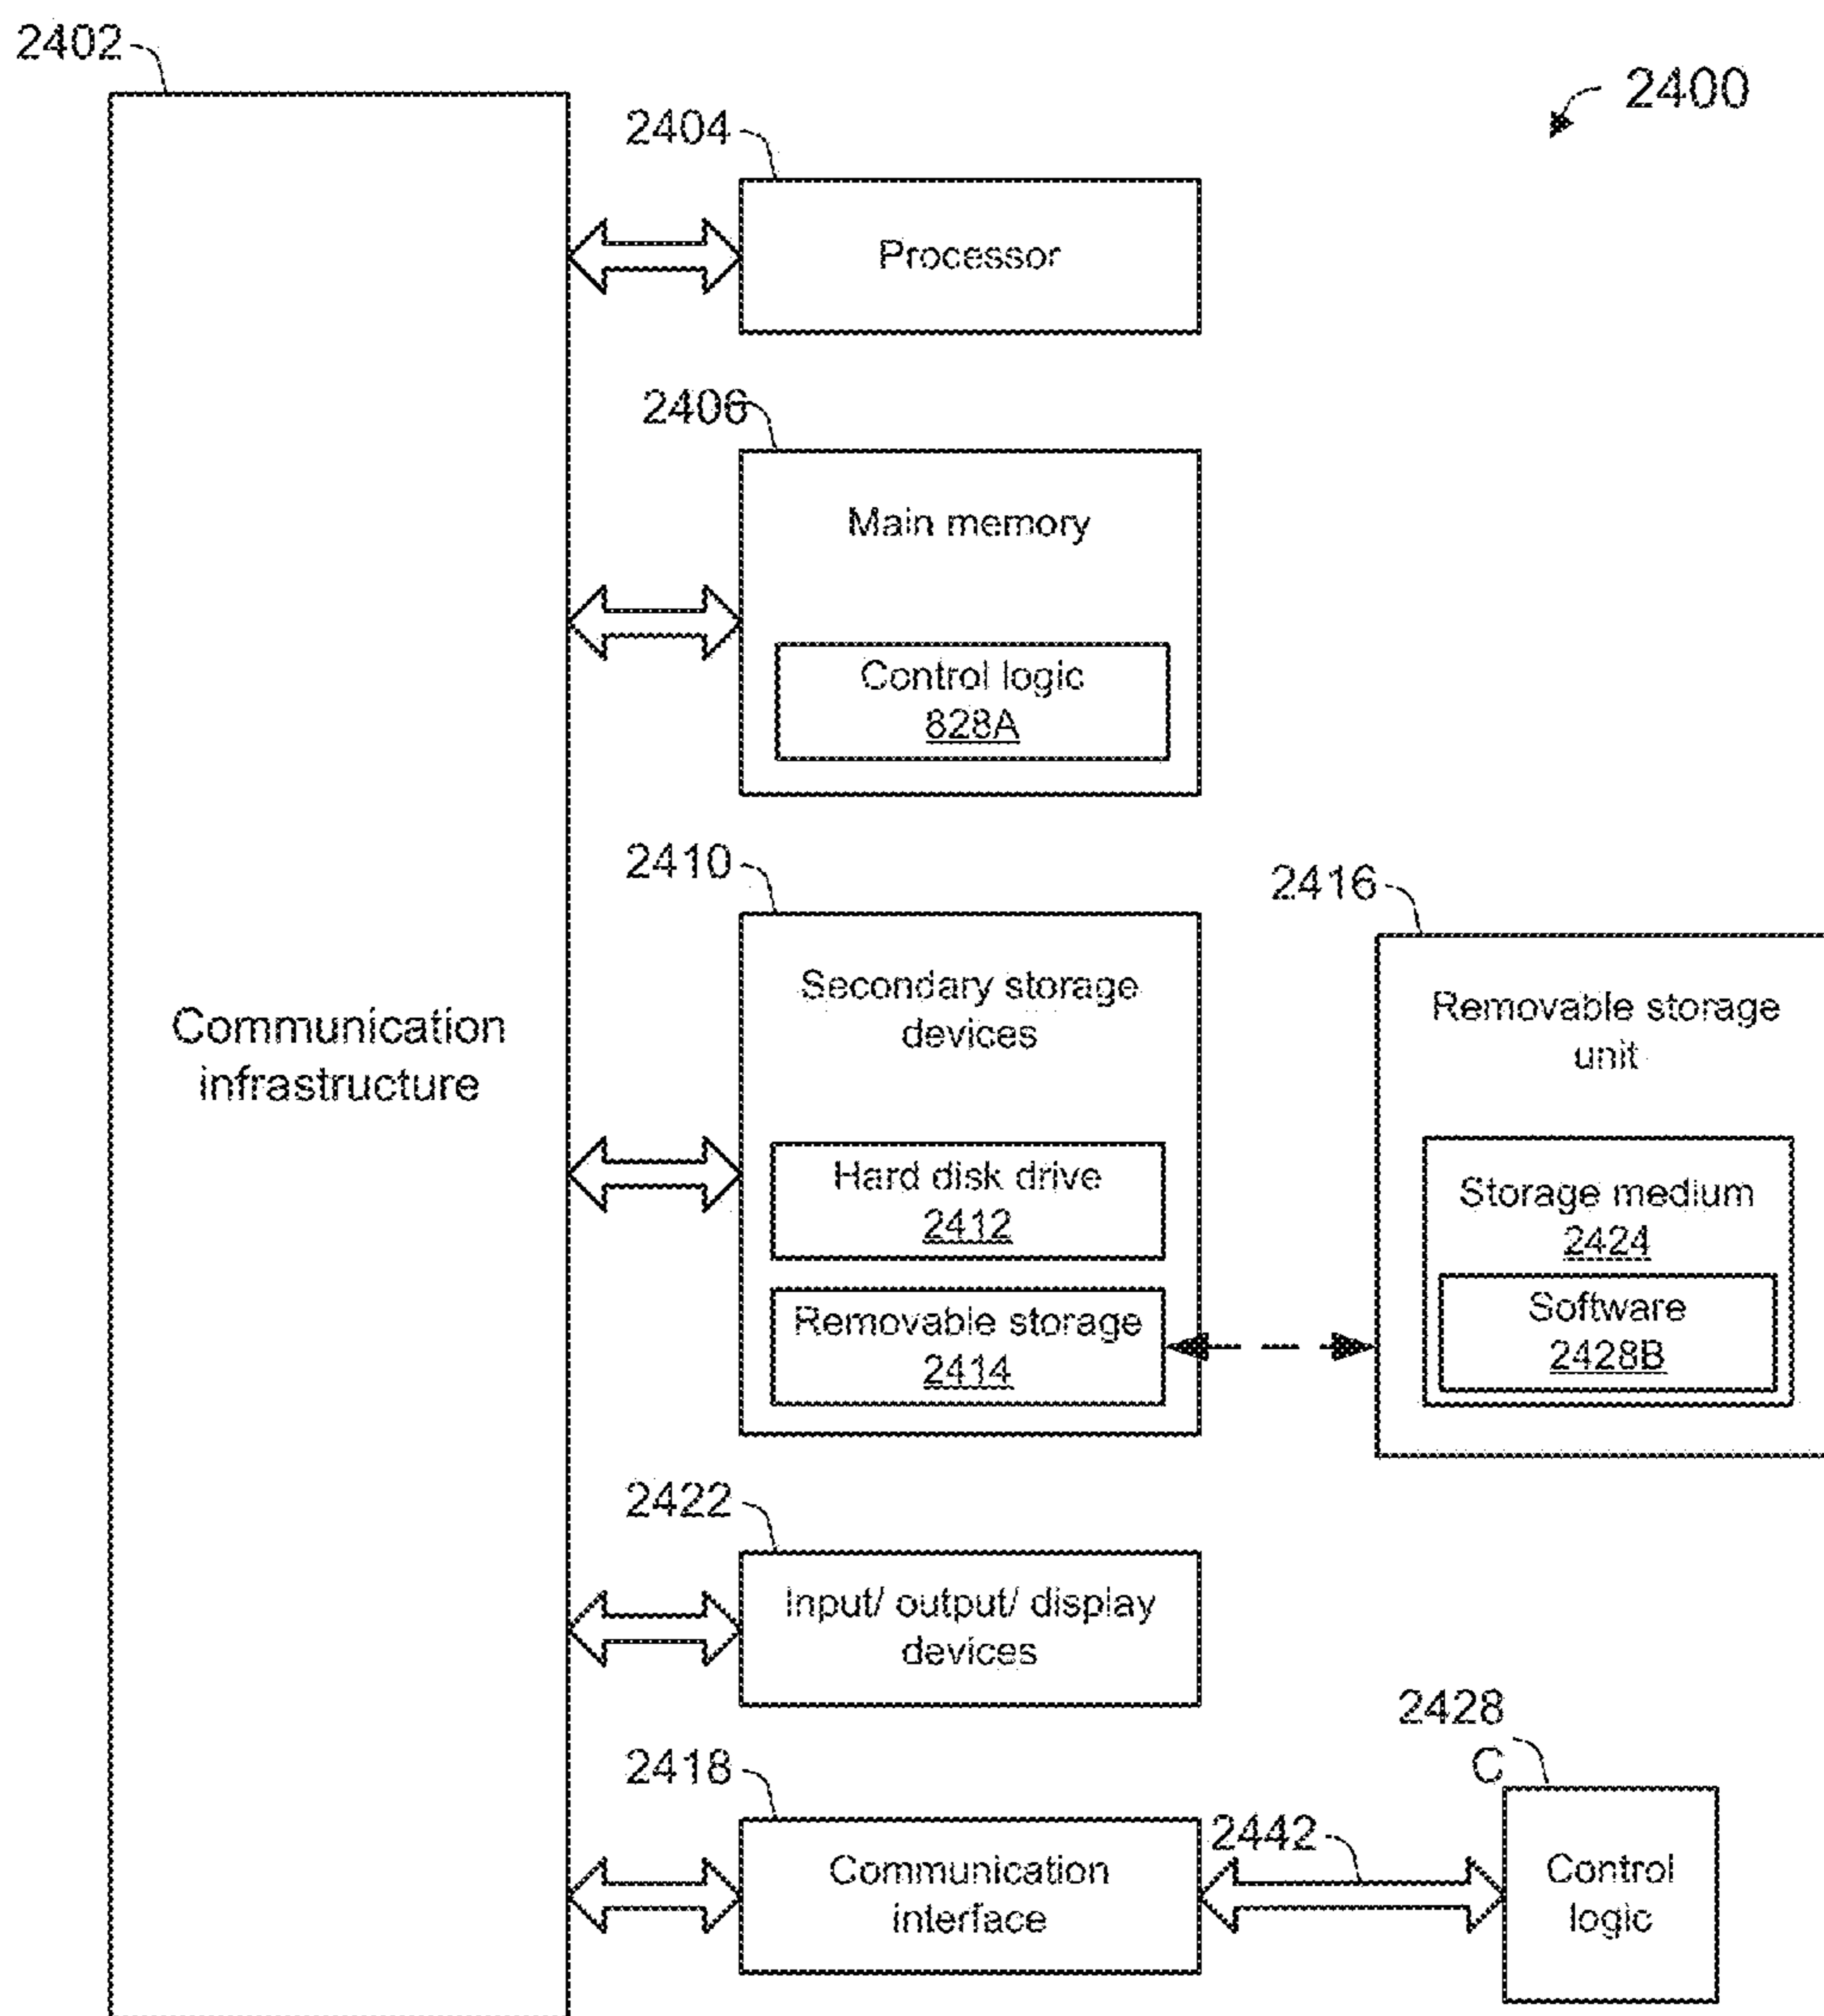 2402
2400
2404
Processor
2406
Main memory
Control logic
828A
2410
2416
Secondary storage
devices
Removable storage
unit
Communication
infrastructure
Hard disk drive
2412
Storage medium
2424
Removable storage
2414
Software
2428B
2422
Input/ output/ display
devices
2428
C
2418
2442
Communication
interface
Control
logic